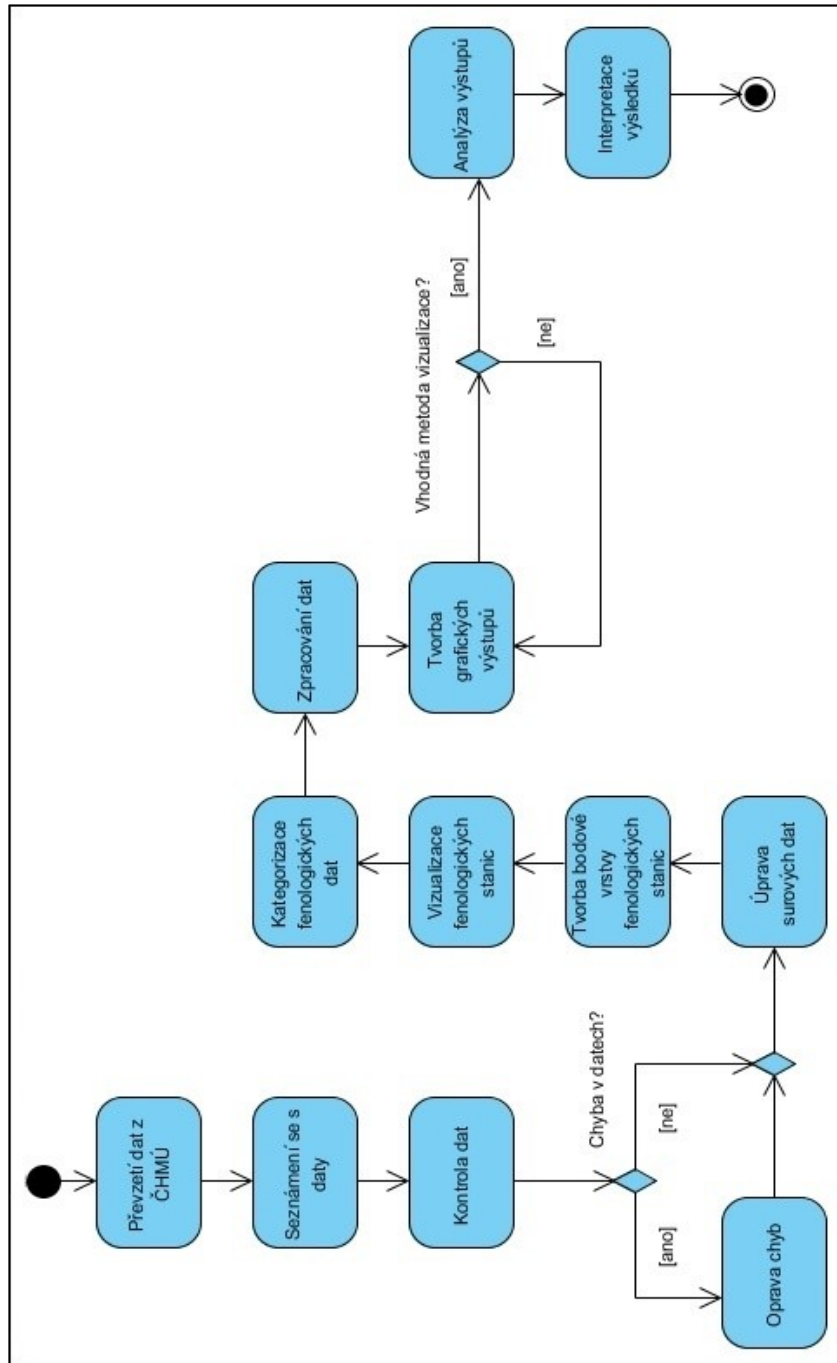 Převzetí dat z
ČHMÚ
Seznámení se s
daty
Kontrola dat
Chyba v datech?
[ano]
[ne]
Oprava chyb
Úprava
surových dat
Tvorba bodové
vrstvy
fenologických
stanic
Vizualizace
fenologických
stanic
Kategorizace
fenologických
dat
Zpracování dat
Tvorba
grafických
výstupů
Vhodná metoda vizualizace?
[ano]
[ne]
Analýza výstupů
Interpretace
výsledků